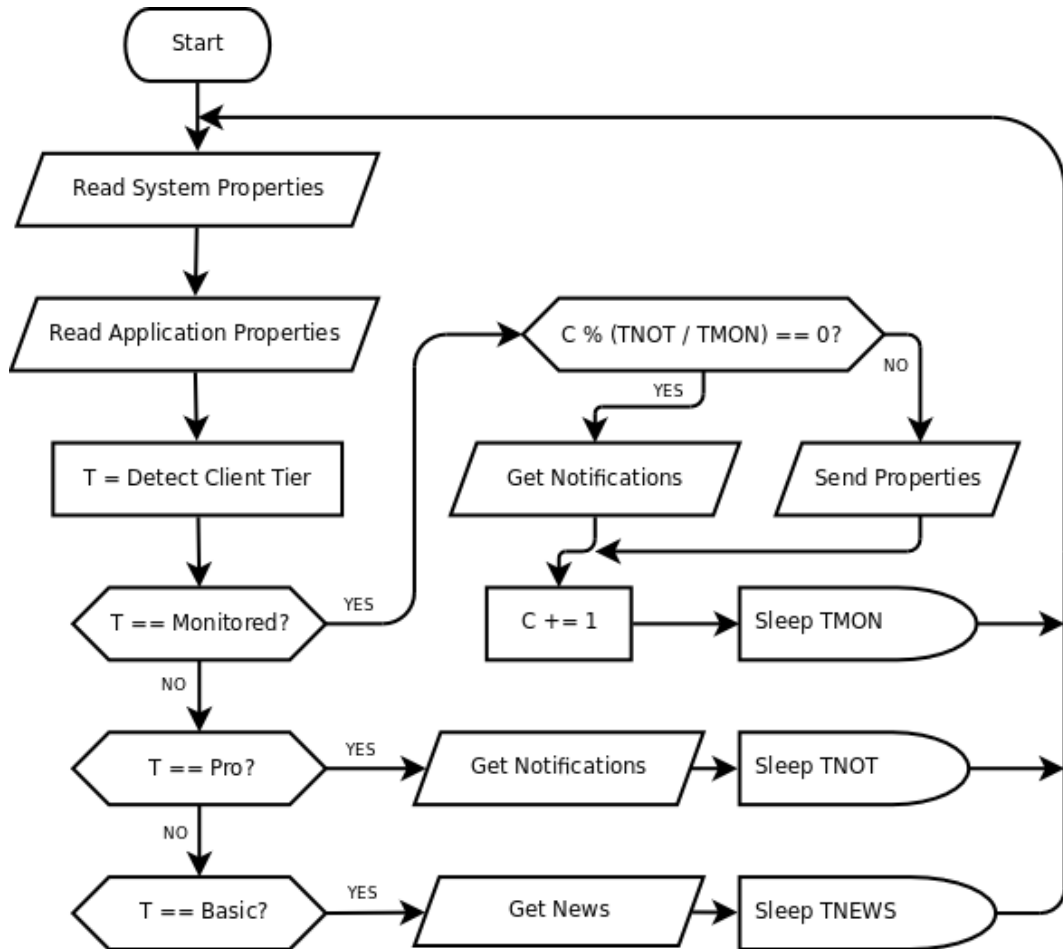 Start
Read System Properties
Read Application Properties
C % (TNOT / TMON) == 0?
NO
YES
T = Detect Client Tier
Get Notifications
Send Properties
T == Monitored?
YES
C += 1
Sleep TMON
NO
T == Pro?
YES
Get Notifications
Sleep TNOT
NO
T == Basic?
YES
Get News
Sleep TNEWS